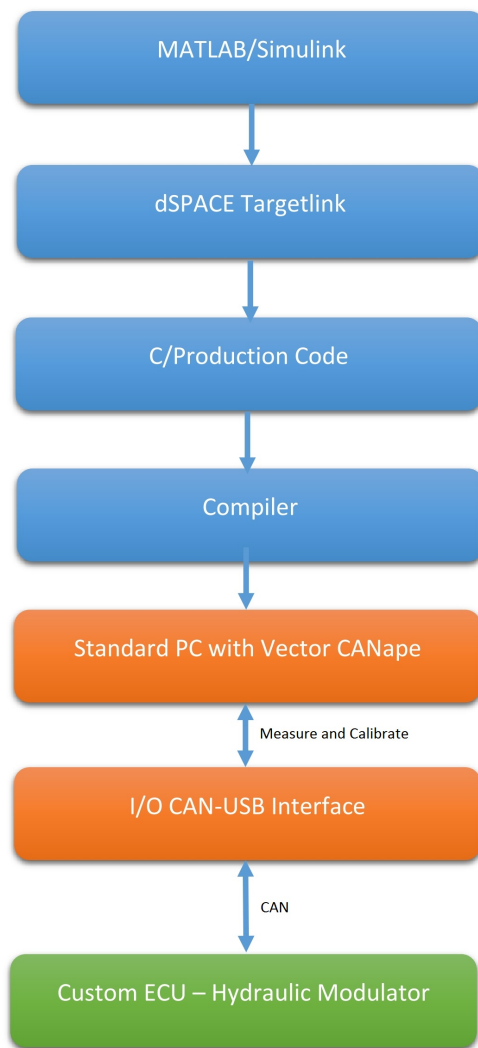 MATLAB/Simulink
dSPACE Targetlink
C/Production Code
Compiler
Standard PC with Vector CANape
Measure and Calibrate
I/O CAN-USB Interface
CAN
Custom ECU – Hydraulic Modulator